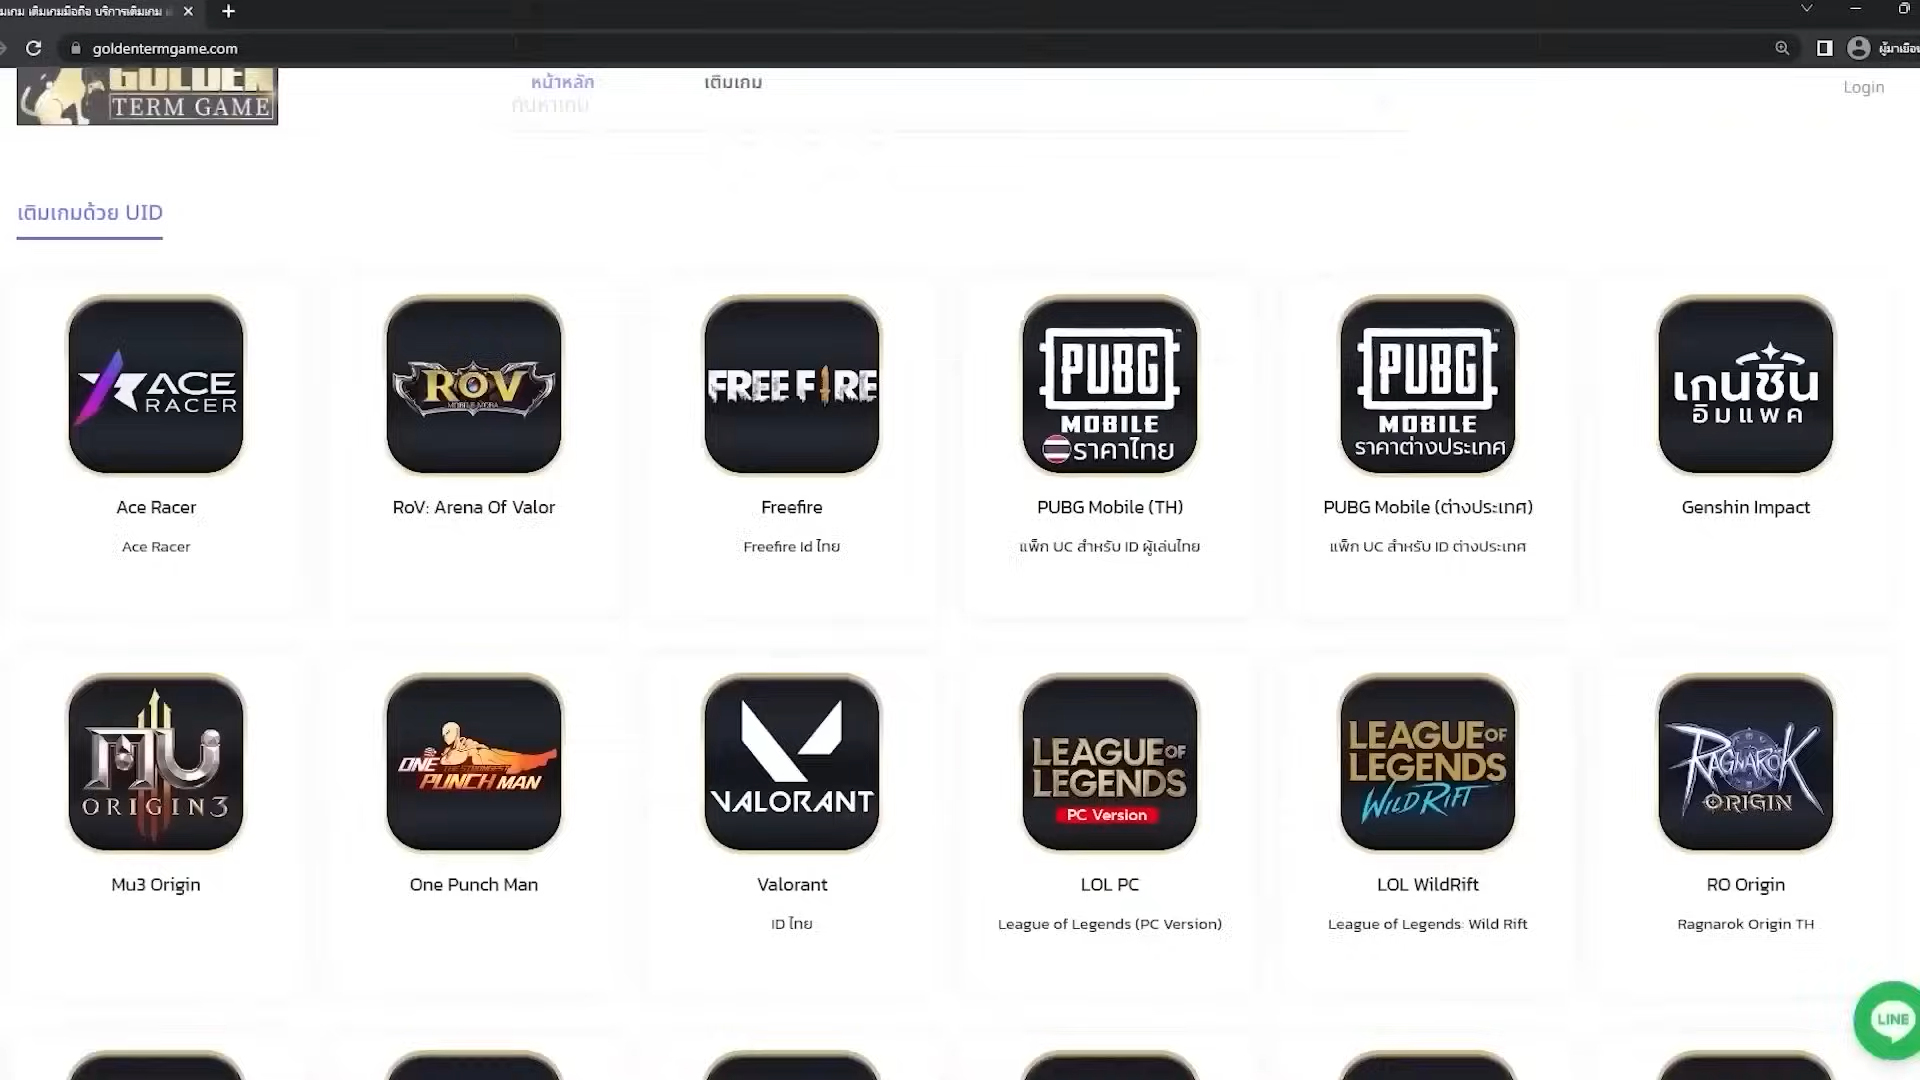 goldentermgame.com
GOLDEN
TERM GAME
หน้าหลัก
เติมเกม
ค้นหาเกม
Login
เติมเกมด้วย UID
ACE
RACER
ROV
FREE FIRE
PUBG
MOBILE
ราคาไทย
PUBG
MOBILE
ราคาต่างประเทศ
เกนชิน
อิมแพค
Ace Racer
RoV: Arena Of Valor
Freefire
PUBG Mobile (TH)
PUBG Mobile (ต่างประเทศ)
Genshin Impact
Ace Racer
Freefire Id ไทย
แพ็ก UC สำหรับ ID ผู้เล่นไทย
แพ็ก UC สำหรับ ID ต่างประเทศ
MU
ORIGIN3
ONE
PUNCH MAN
VALORANT
LEAGUE OF
LEGENDS
PC Version
LEAGUE OF
LEGENDS
WILD RIFT
RAGNAROK
ORIGIN
Mu3 Origin
One Punch Man
Valorant
LOL PC
LOL WildRift
RO Origin
ID ไทย
League of Legends (PC Version)
League of Legends: Wild Rift
Ragnarok Origin TH
LINE